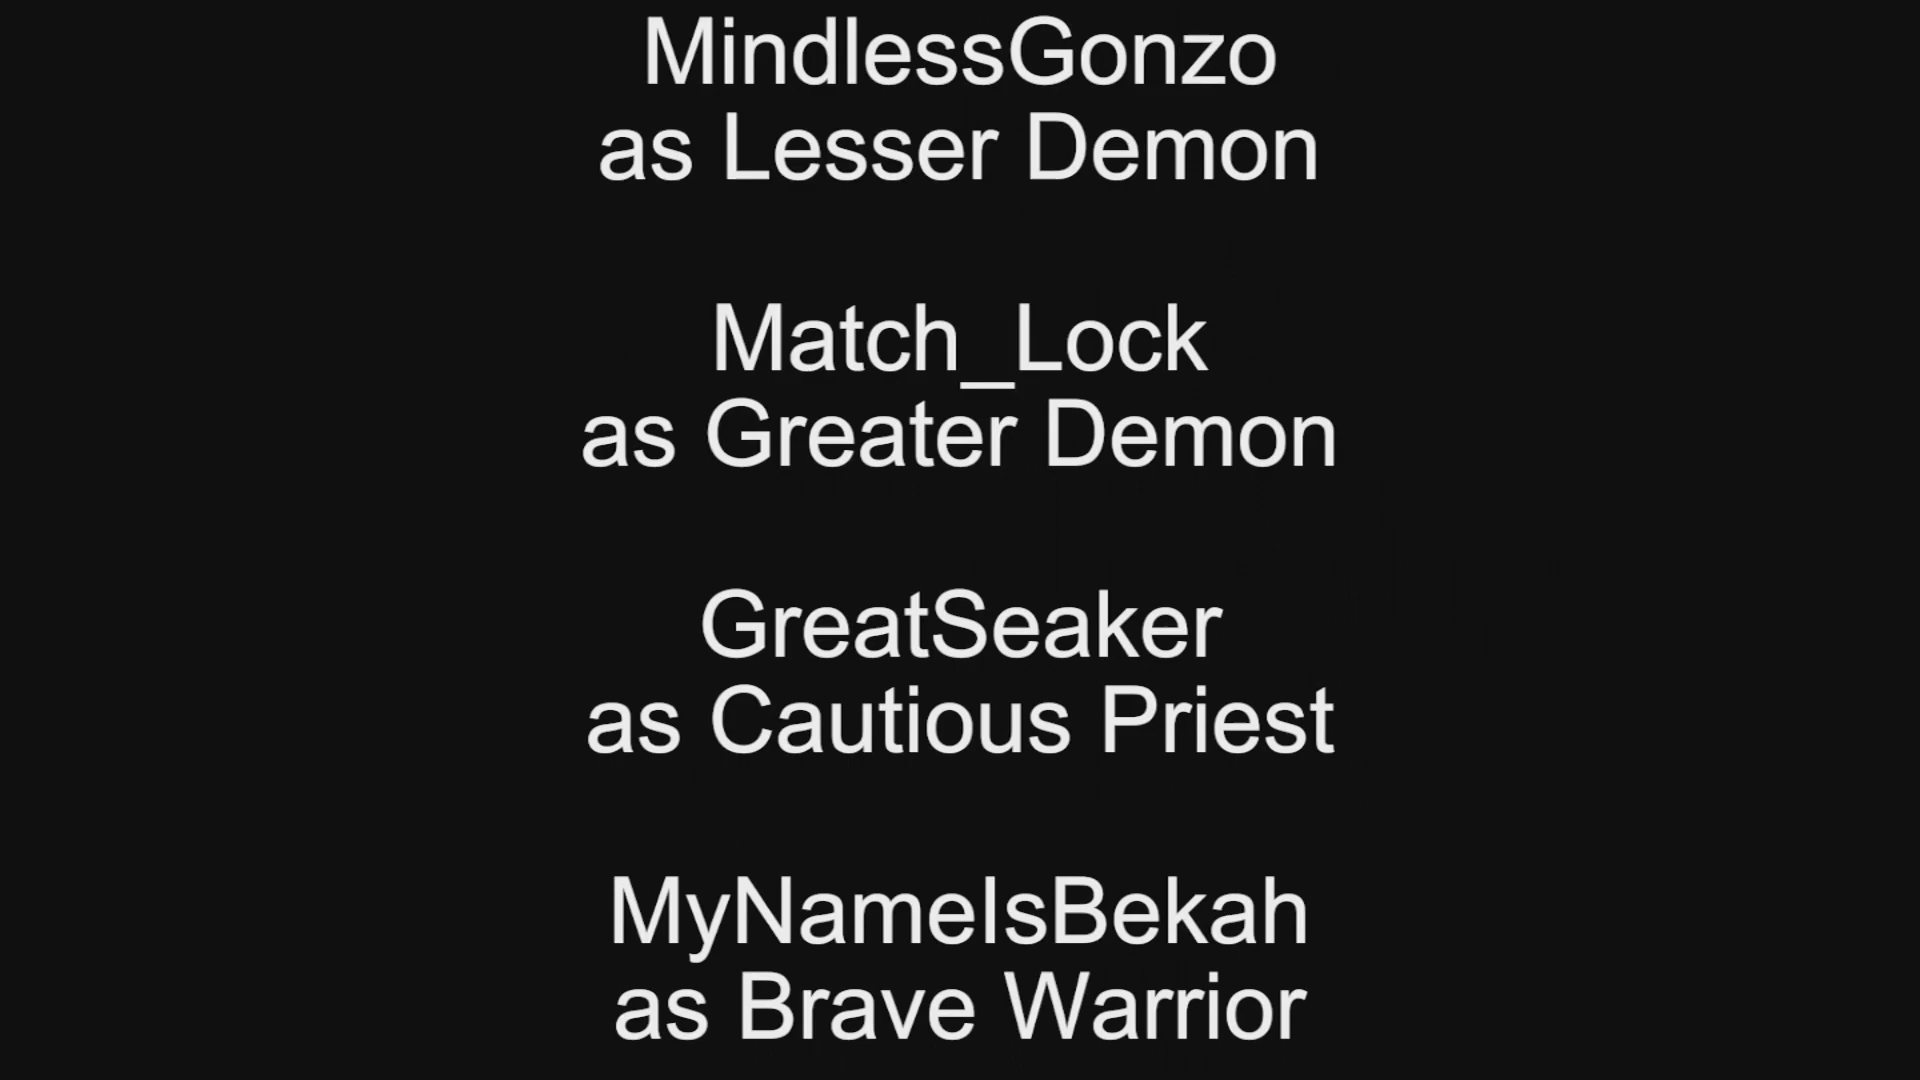 MindlessGonzo
as Lesser Demon
Match_Lock
as Greater Demon
GreatSeaker
as Cautious Priest
MyNameIsBekah
as Brave Warrior